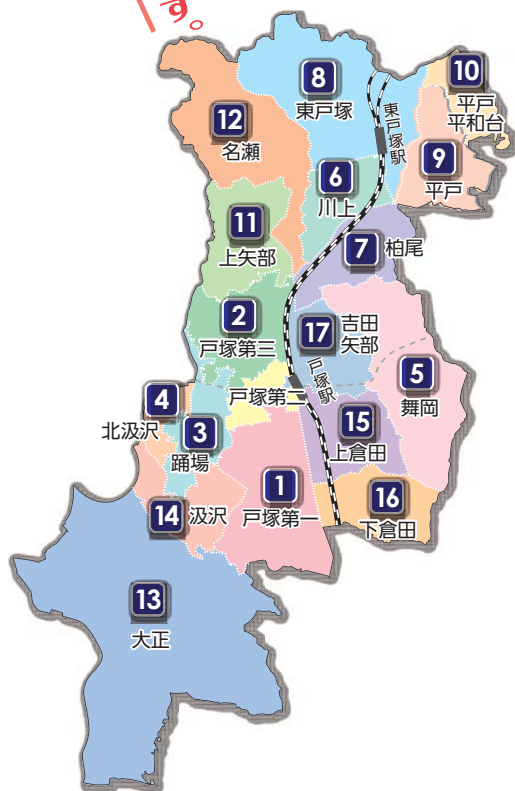 す。
8
東戸塚
10
平戸
平和台
12
名瀬
東戸塚駅
9
平戸
6
川上
11
上矢部
7
柏尾
2
戸塚第三
17
吉田
矢部
戸塚駅
5
舞岡
4
北汲沢
戸塚第二
3
踊場
15
上倉田
1
戸塚第一
14
汲沢
16
下倉田
13
大正